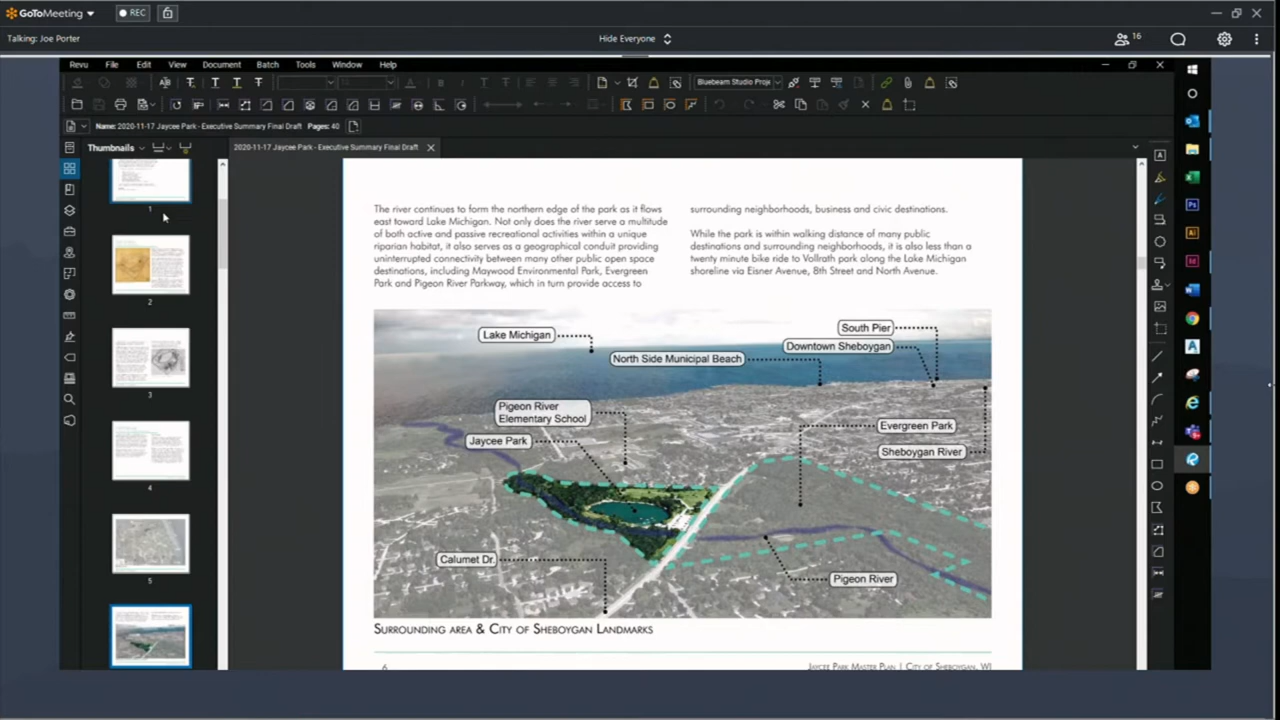 GoToMeeting
REC
Talking: Joe Porter
Hide Everyone
16
Revu File Edit View Document Batch Tools Window Help
Bluebeam Studio Proj
Name: 2020-11-17 Jaycee Park - Executive Summary Final Draft Pages: 40
Thumbnails
2020-11-17 Jaycee Park - Executive Summary Final Draft
1
2
3
4
5
The river continues to form the northern edge of the park as it flows
east toward Lake Michigan. Not only does the river serve a multitude
of both active and passive recreational activities within a unique
riparian habitat, it also serves as a geographical conduit providing
uninterrupted connectivity between many other public open space
destinations, including Maywood Environmental Park, Evergreen
Park and Pigeon River Parkway, which in turn provide access to
surrounding neighborhoods, business and civic destinations.
While the park is within walking distance of many public
destinations and surrounding neighborhoods, it is also less than a
twenty minute bike ride to Vollrath park along the Lake Michigan
shoreline via Eisner Avenue, 8th Street and North Avenue.
Lake Michigan
South Pier
Downtown Sheboygan
North Side Municipal Beach
Pigeon River
Elementary School
Jaycee Park
Evergreen Park
Sheboygan River
Calumet Dr.
Pigeon River
Surrounding area & City of Sheboygan Landmarks
6
Jaycee Park Master Plan | City of Sheboygan, WI